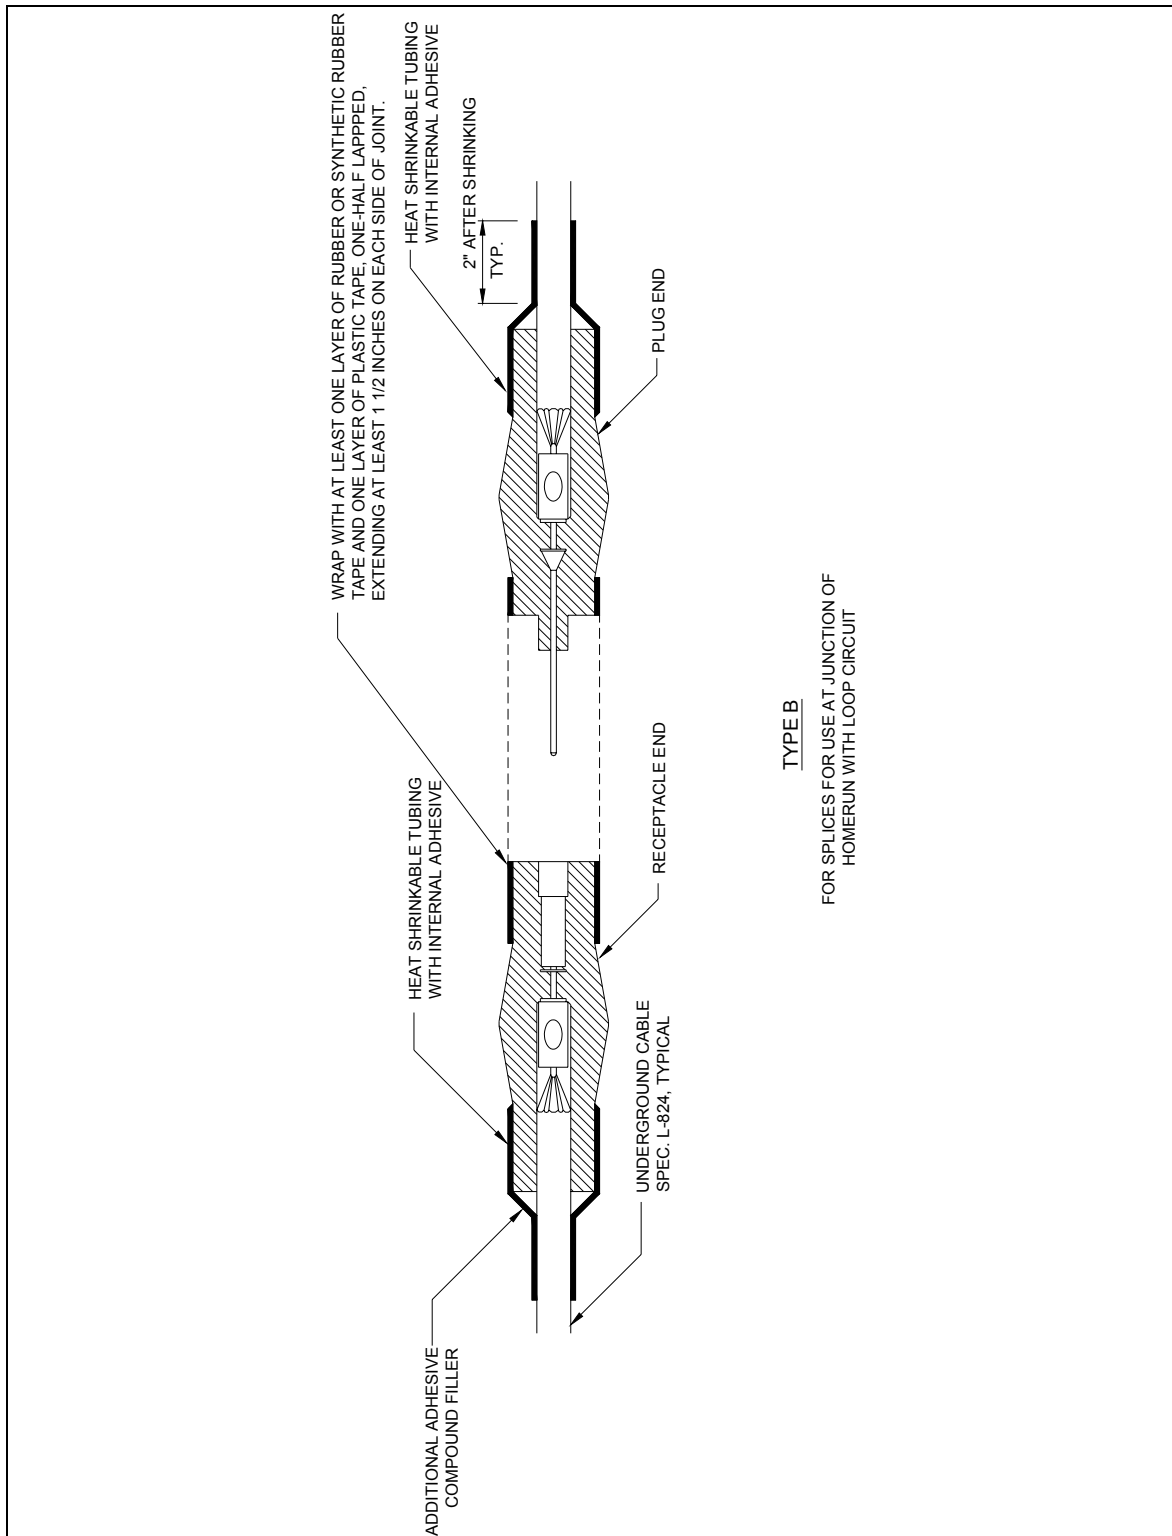 WRAP WITH AT LEAST ONE LAYER OF RUBBER OR SYNTHETIC RUBBER
TAPE AND ONE LAYER OF PLASTIC TAPE, ONE-HALF LAPPPED,
EXTENDING AT LEAST 1 1/2 INCHES ON EACH SIDE OF JOINT.
ADDITIONAL ADHESIVE
COMPOUND FILLER
HEAT SHRINKABLE TUBING
WITH INTERNAL ADHESIVE
HEAT SHRINKABLE TUBING
WITH INTERNAL ADHESIVE
2" AFTER SHRINKING
TYP.
UNDERGROUND CABLE
SPEC. L-824, TYPICAL
RECEPTACLE END
PLUG END
TYPE B
FOR SPLICES FOR USE AT JUNCTION OF
HOMERUN WITH LOOP CIRCUIT